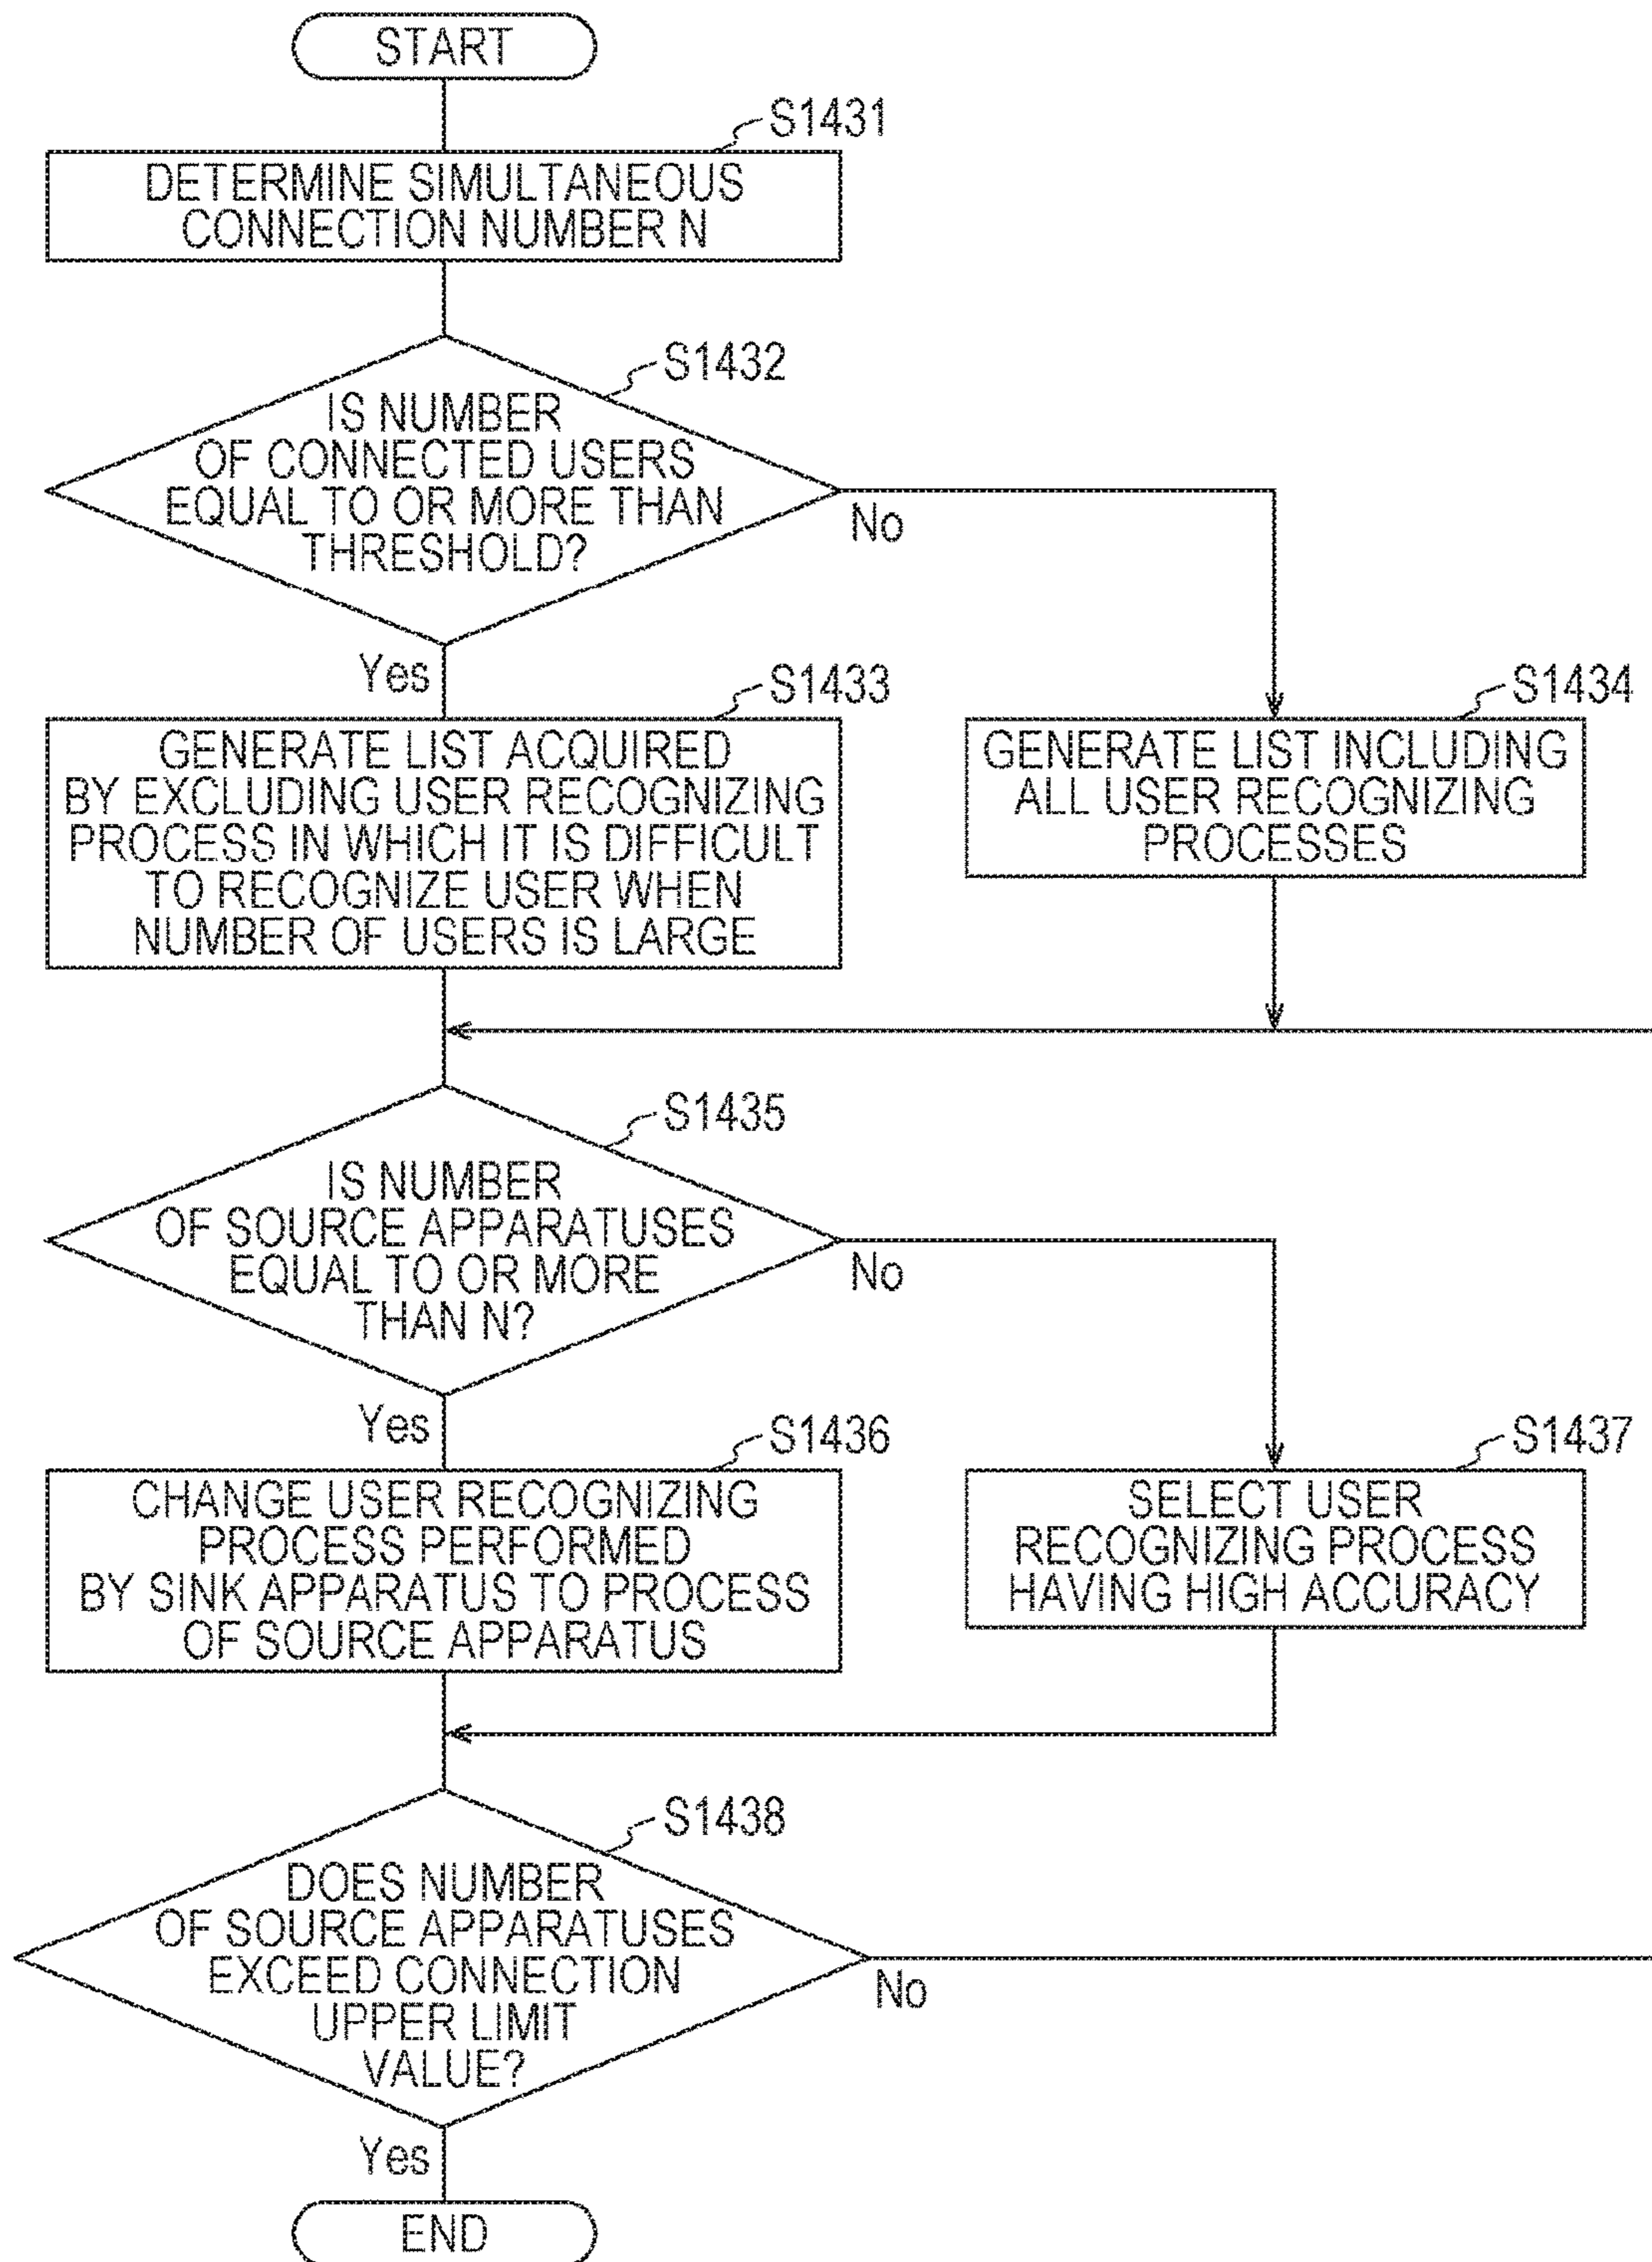 START
S1431
DETERMINE SIMULTANEOUS
CONNECTION NUMBER N
S1432
IS NUMBER
OF CONNECTED USERS
EQUAL TO OR MORE THAN
THRESHOLD?
No
Yes
S1433
GENERATE LIST ACQUIRED
BY EXCLUDING USER RECOGNIZING
PROCESS IN WHICH IT IS DIFFICULT
TO RECOGNIZE USER WHEN
NUMBER OF USERS IS LARGE
S1434
GENERATE LIST INCLUDING
ALL USER RECOGNIZING
PROCESSES
S1435
IS NUMBER
OF SOURCE APPARATUSES
EQUAL TO OR MORE
THAN N?
No
Yes
S1436
CHANGE USER RECOGNIZING
PROCESS PERFORMED
BY SINK APPARATUS TO PROCESS
OF SOURCE APPARATUS
S1437
SELECT USER
RECOGNIZING PROCESS
HAVING HIGH ACCURACY
S1438
DOES NUMBER
OF SOURCE APPARATUSES
EXCEED CONNECTION
UPPER LIMIT
VALUE?
No
Yes
END